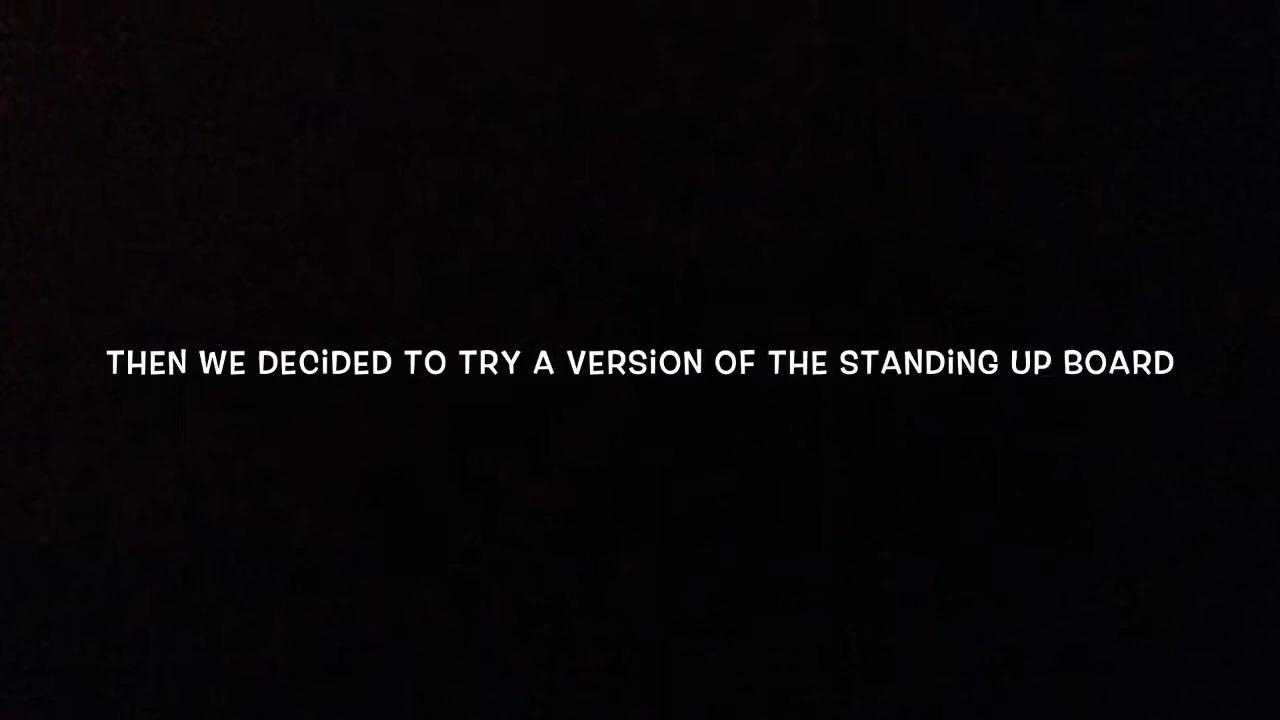 THEN WE DECiDED TO TRY A VERSiON OF THE STANDiNG UP BOARD